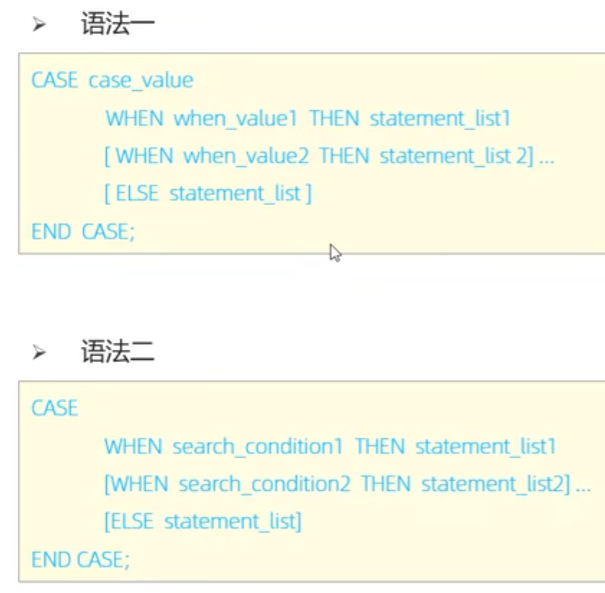 语法一
CASE case_value
WHEN when_value1 THEN statement_list1
[ WHEN when_value2 THEN statement_list 2] ...
[ ELSE statement_list ]
END CASE;
语法二
CASE
WHEN search_condition1 THEN statement_list1
[WHEN search_condition2 THEN statement_list2] ...
[ELSE statement_list]
END CASE;